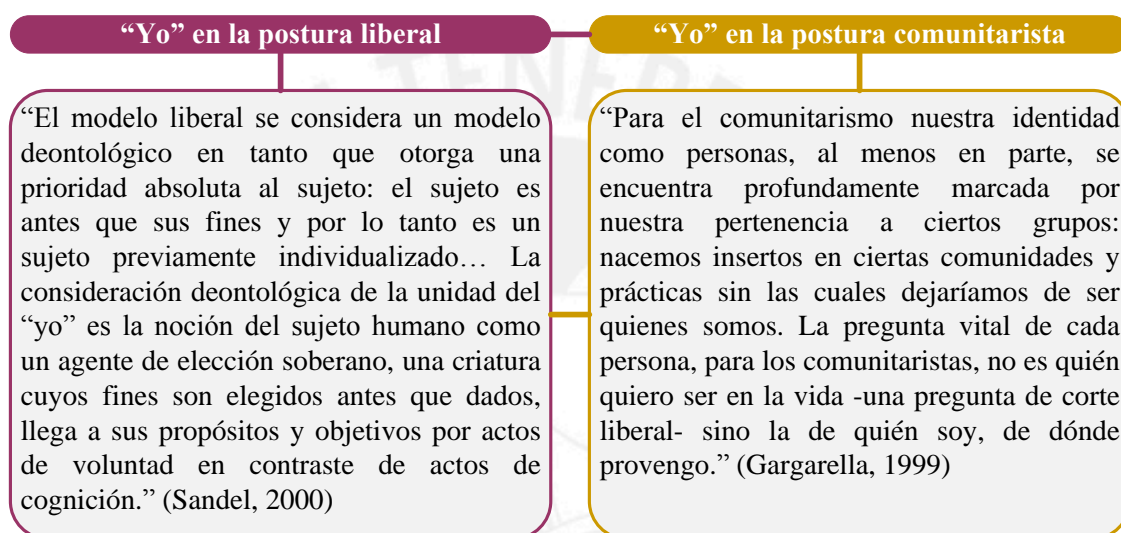 “Yo” en la postura liberal
“El modelo liberal se considera un modelo
deontológico en tanto que otorga una
prioridad absoluta al sujeto: el sujeto es
antes que sus fines y por lo tanto es un
sujeto previamente individualizado… La
consideración deontológica de la unidad del
“yo” es la noción del sujeto humano como
un agente de elección soberano, una criatura
cuyos fines son elegidos antes que dados,
llega a sus propósitos y objetivos por actos
de voluntad en contraste de actos de
cognición.” (Sandel, 2000)
“Yo” en la postura comunitarista
“Para el comunitarismo nuestra identidad
como personas, al menos en parte, se
encuentra profundamente marcada por
nuestra pertenencia a ciertos grupos:
nacemos insertos en ciertas comunidades y
prácticas sin las cuales dejaríamos de ser
quienes somos. La pregunta vital de cada
persona, para los comunitaristas, no es quién
quiero ser en la vida -una pregunta de corte
liberal- sino la de quién soy, de dónde
provengo.” (Gargarella, 1999)